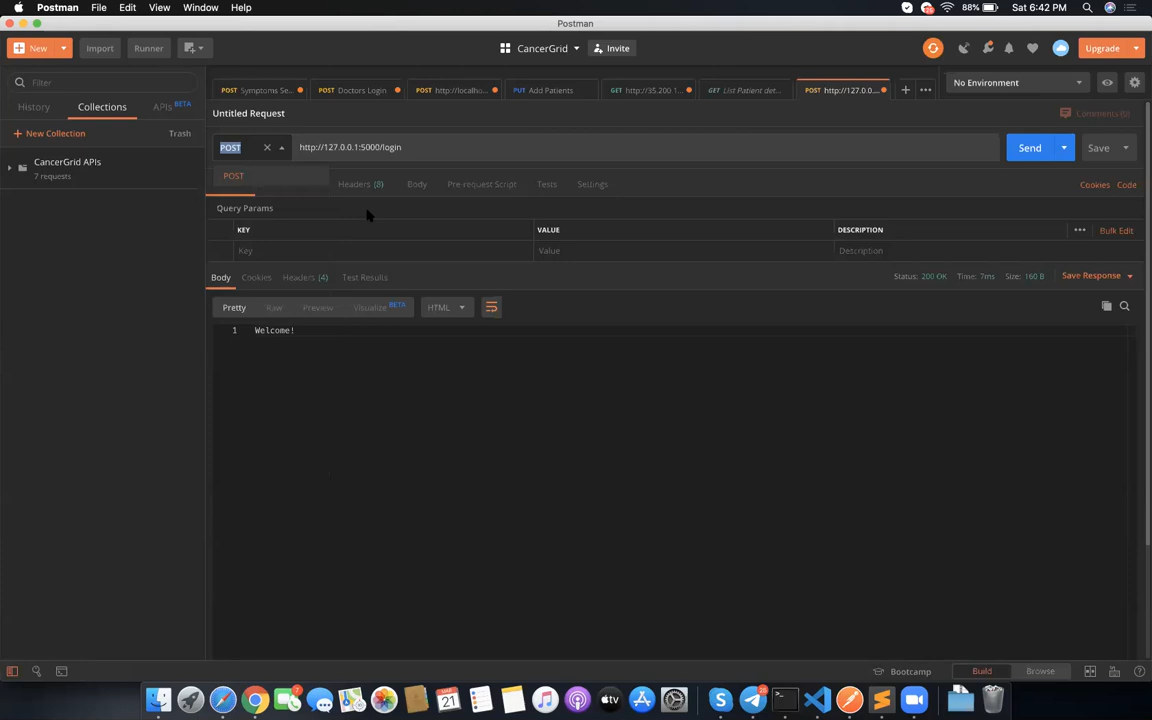 Postman File Edit View Window Help
88% Sat 6:42 PM
Postman
New Import Runner
CancerGrid Invite
Upgrade
Filter
History Collections APIs BETA
New Collection Trash
CancerGrid APIs
7 requests
POST Symptoms Se... POST Doctors Login POST http://localho... PUT Add Patients GET http://35.200.1... GET List Patient det... POST http://127.0.0....
No Environment
Untitled Request
Comments (0)
POST http://127.0.0.1:5000/login Send Save
POST
Headers (8) Body Pre-request Script Tests Settings Cookies Code
Query Params
KEY VALUE DESCRIPTION Bulk Edit
Key Value Description
Body Cookies Headers (4) Test Results Status: 200 OK Time: 7ms Size: 160 B Save Response
Pretty Raw Preview Visualize BETA HTML
1 Welcome!
Bootcamp Build Browse